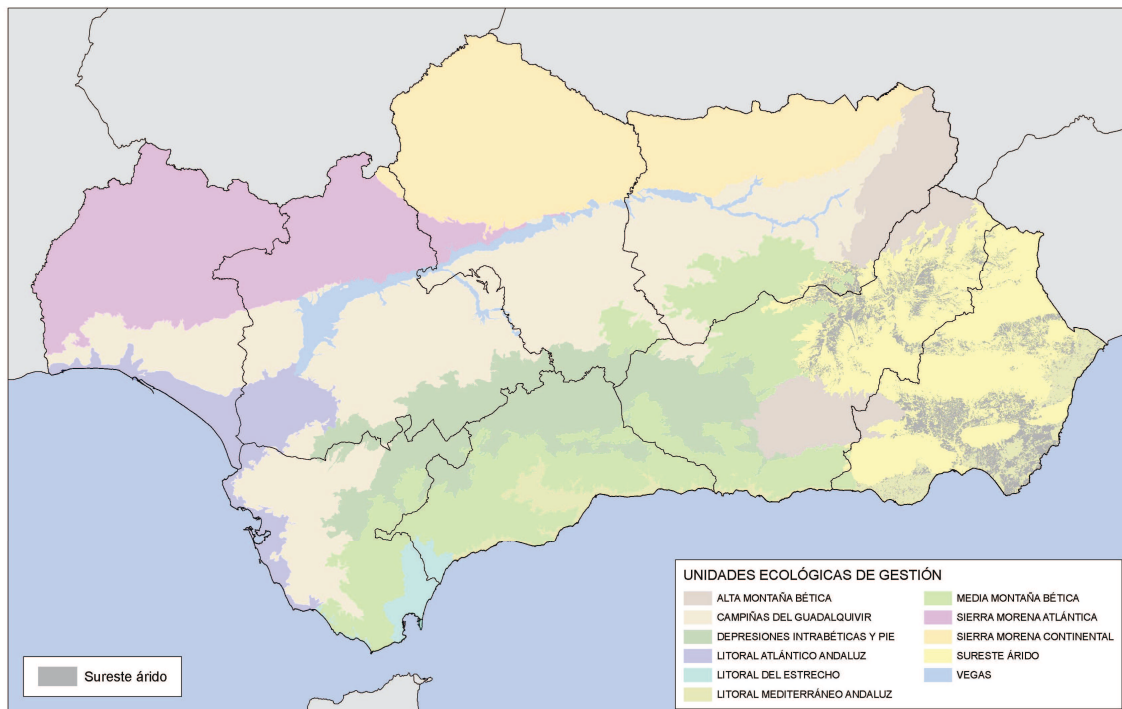 UNIDADES ECOLÓGICAS DE GESTIÓN
ALTA MONTAÑA BÉTICA
CAMPIÑAS DEL GUADALQUIVIR
DEPRESIONES INTRABÉTICAS Y PIE
LITORAL ATLÁNTICO ANDALUZ
LITORAL DEL ESTRECHO
LITORAL MEDITERRÁNEO ANDALUZ
MEDIA MONTAÑA BÉTICA
SIERRA MORENA ATLÁNTICA
SIERRA MORENA CONTINENTAL
SURESTE ÁRIDO
VEGAS
Sureste árido